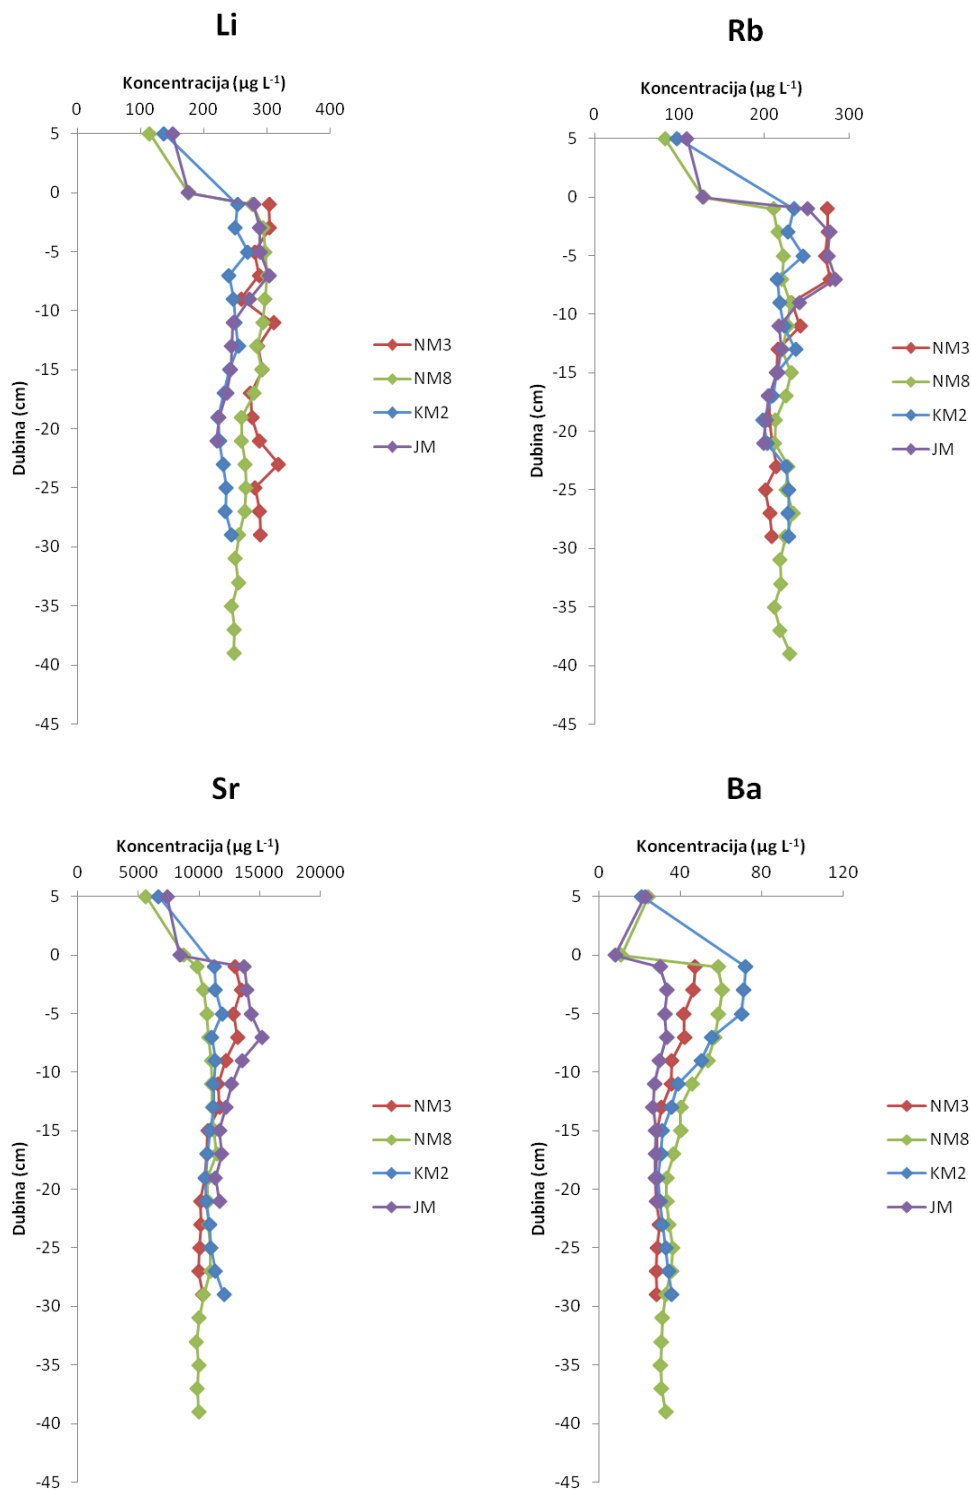 Li
Koncentracija (µg L⁻¹)
0 100 200 300 400
5
0
-5
-10
-15
-20
-25
-30
-35
-40
-45
Dubina (cm)
NM3
NM8
KM2
JM
Rb
Koncentracija (µg L⁻¹)
0 100 200 300
5
0
-5
-10
-15
-20
-25
-30
-35
-40
-45
Dubina (cm)
NM3
NM8
KM2
JM
Sr
Koncentracija (µg L⁻¹)
0 5000 10000 15000 20000
5
0
-5
-10
-15
-20
-25
-30
-35
-40
-45
Dubina (cm)
NM3
NM8
KM2
JM
Ba
Koncentracija (µg L⁻¹)
0 40 80 120
5
0
-5
-10
-15
-20
-25
-30
-35
-40
-45
Dubina (cm)
NM3
NM8
KM2
JM